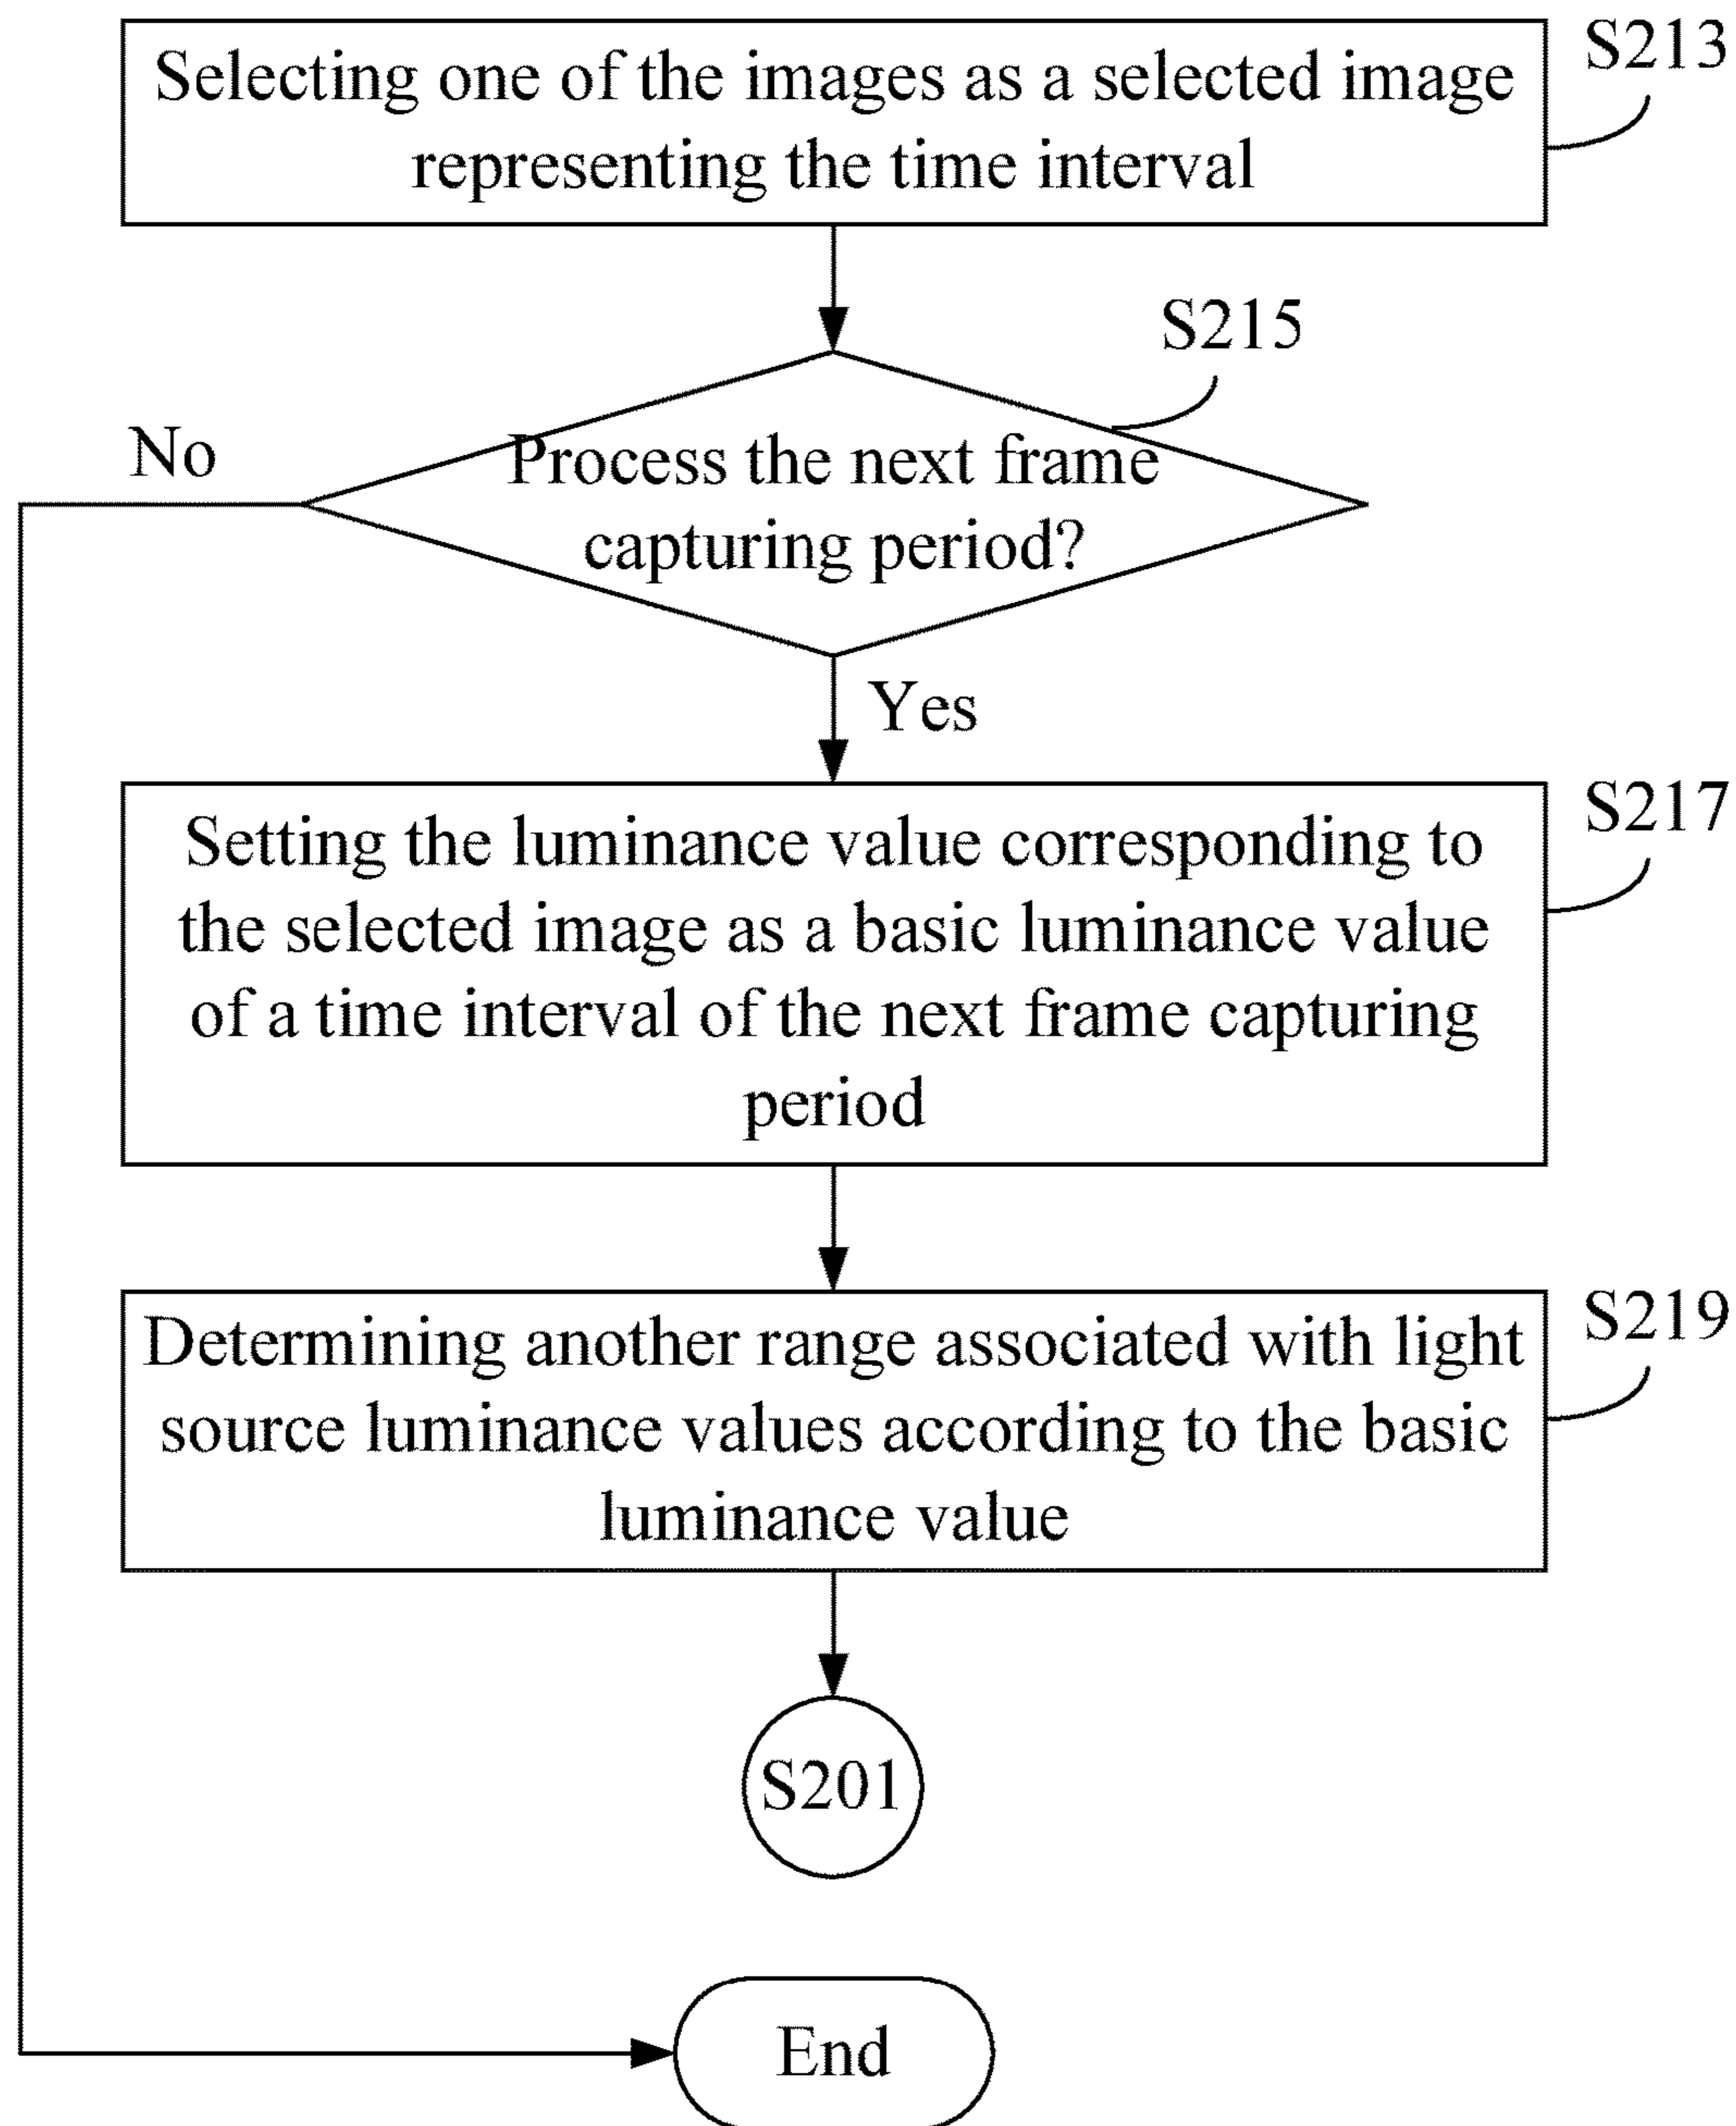 Selecting one of the images as a selected image
representing the time interval
S213
S215
No
Process the next frame
capturing period?
Yes
Setting the luminance value corresponding to
the selected image as a basic luminance value
of a time interval of the next frame capturing
period
S217
Determining another range associated with light
source luminance values according to the basic
luminance value
S219
S201
End